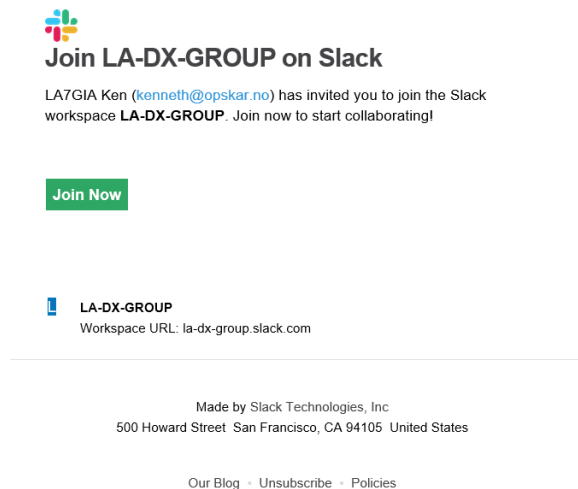 Join LA-DX-GROUP on Slack
LA7GIA Ken (kenneth@opskar.no) has invited you to join the Slack
workspace LA-DX-GROUP. Join now to start collaborating!
Join Now
L
LA-DX-GROUP
Workspace URL: la-dx-group.slack.com
Made by Slack Technologies, Inc
500 Howard Street  San Francisco, CA 94105  United States
Our Blog • Unsubscribe • Policies